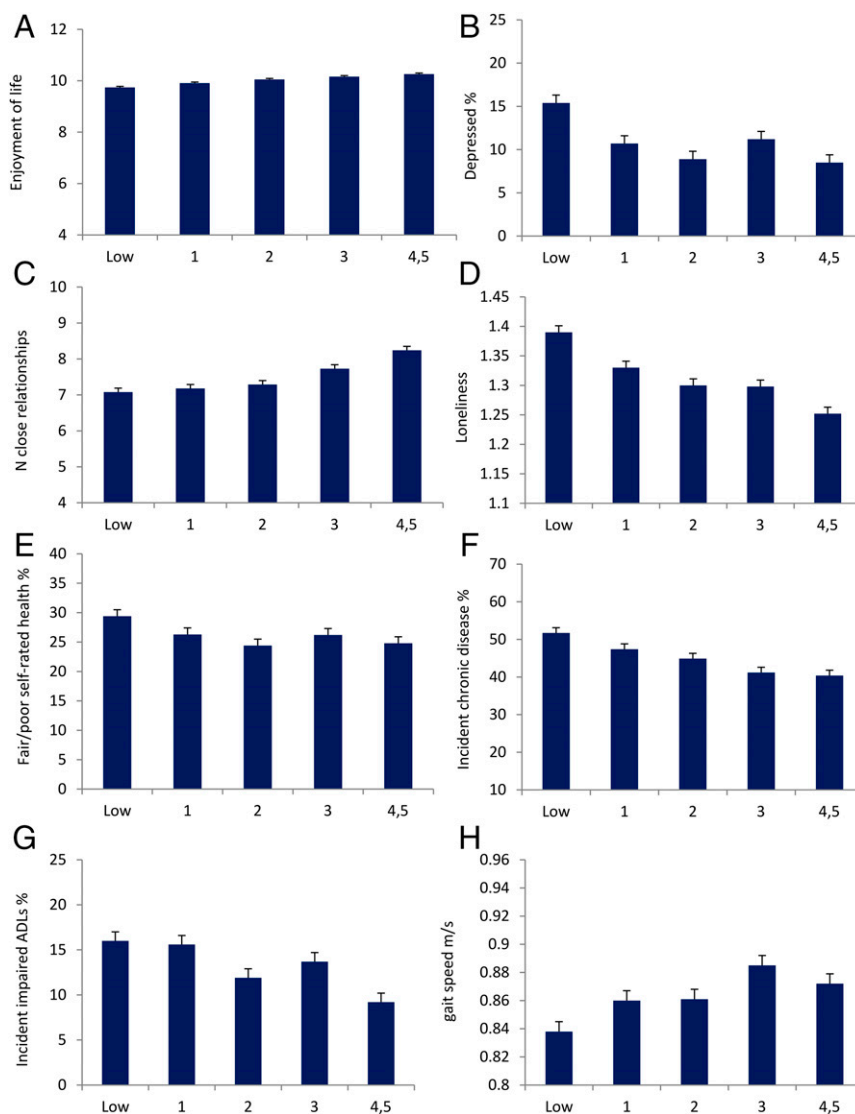 A
Enjoyment of life
12
10
8
6
4
Low 1 2 3 4,5
B
Depressed %
25
20
15
10
5
0
Low 1 2 3 4,5
C
N close relationships
10
9
8
7
6
5
4
Low 1 2 3 4,5
D
Loneliness
1.45
1.4
1.35
1.3
1.25
1.2
1.15
1.1
Low 1 2 3 4,5
E
Fair/poor self-rated health %
40
35
30
25
20
15
10
5
0
Low 1 2 3 4,5
F
Incident chronic disease %
70
60
50
40
30
20
10
Low 1 2 3 4,5
G
Incident impaired ADLs %
25
20
15
10
5
0
Low 1 2 3 4,5
H
gait speed m/s
0.96
0.94
0.92
0.9
0.88
0.86
0.84
0.82
0.8
Low 1 2 3 4,5